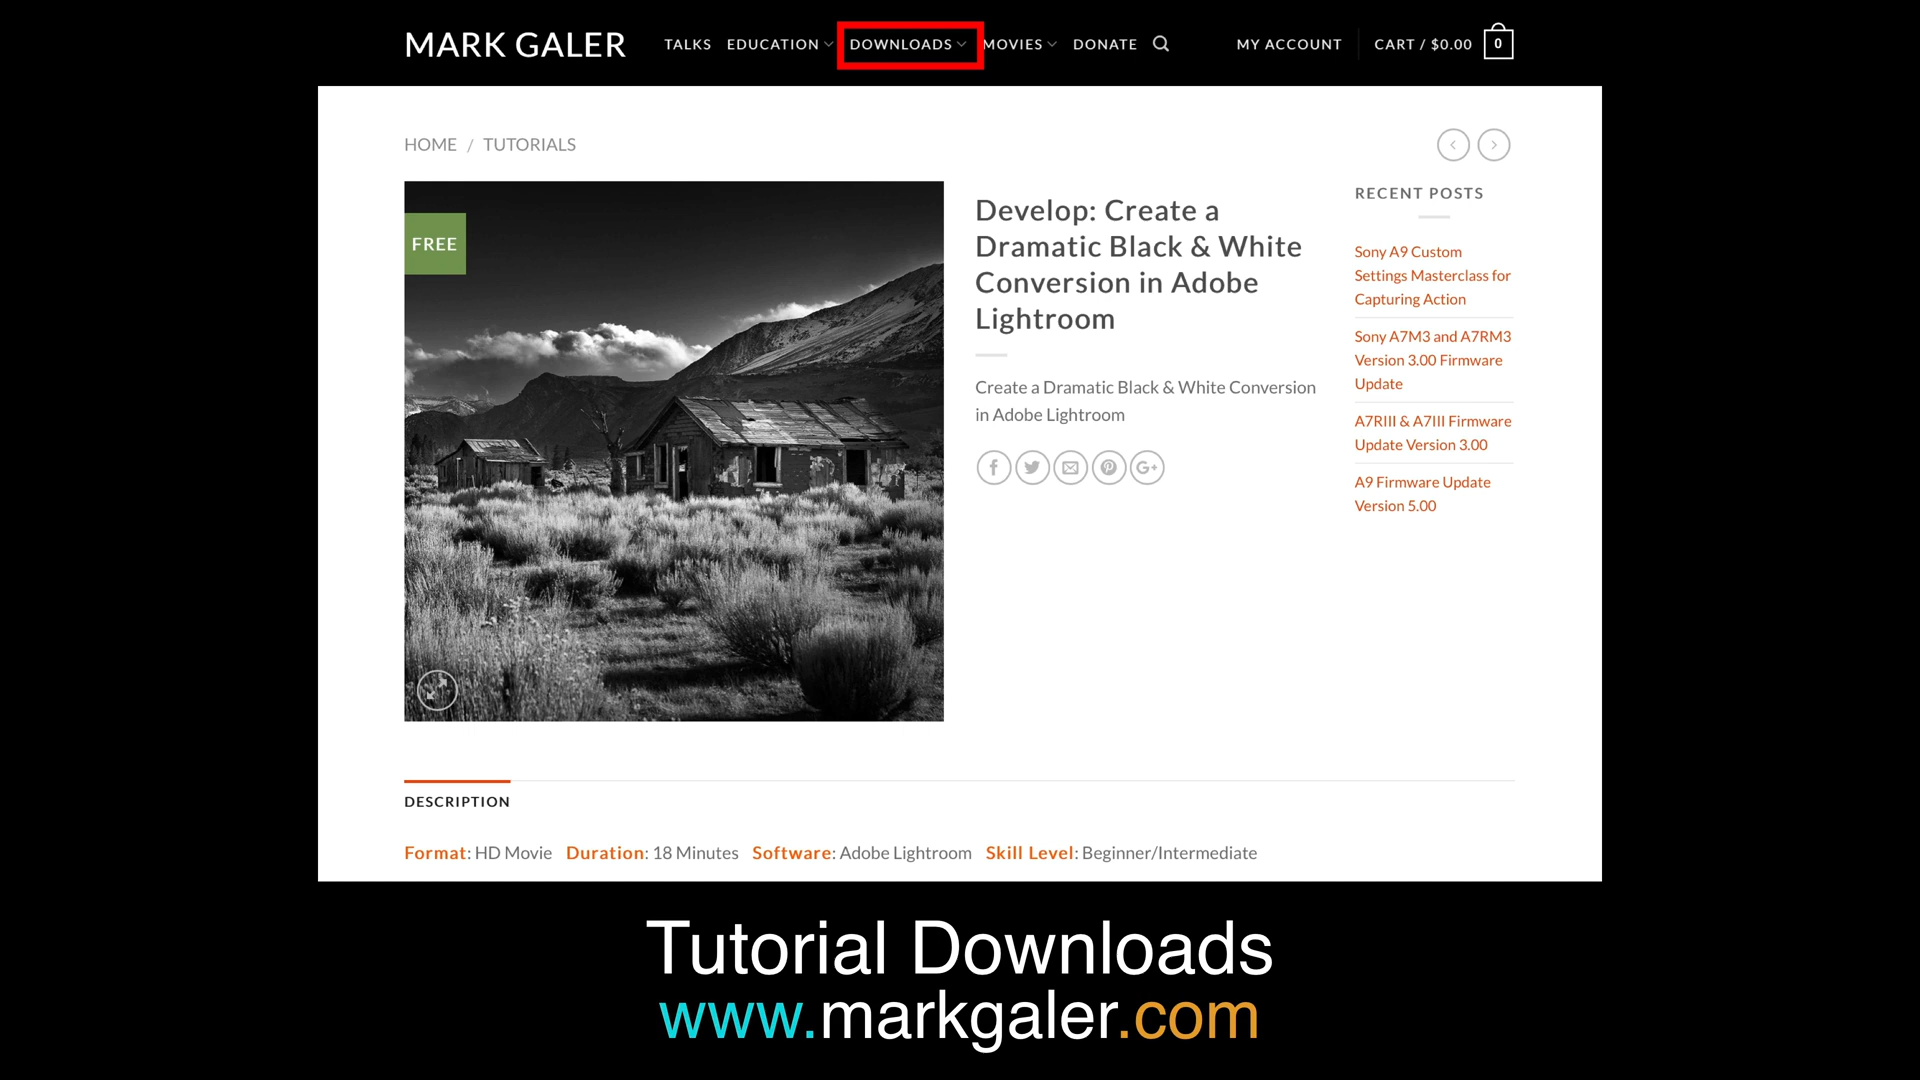 MARK GALER
TALKS EDUCATION DOWNLOADS MOVIES DONATE
MY ACCOUNT CART / $0.00 0
HOME / TUTORIALS
FREE
Develop: Create a
Dramatic Black & White
Conversion in Adobe
Lightroom
Create a Dramatic Black & White Conversion
in Adobe Lightroom
RECENT POSTS
Sony A9 Custom
Settings Masterclass for
Capturing Action
Sony A7M3 and A7RM3
Version 3.00 Firmware
Update
A7RIII & A7III Firmware
Update Version 3.00
A9 Firmware Update
Version 5.00
DESCRIPTION
Format: HD Movie Duration: 18 Minutes Software: Adobe Lightroom Skill Level: Beginner/Intermediate
Tutorial Downloads
www.markgaler.com